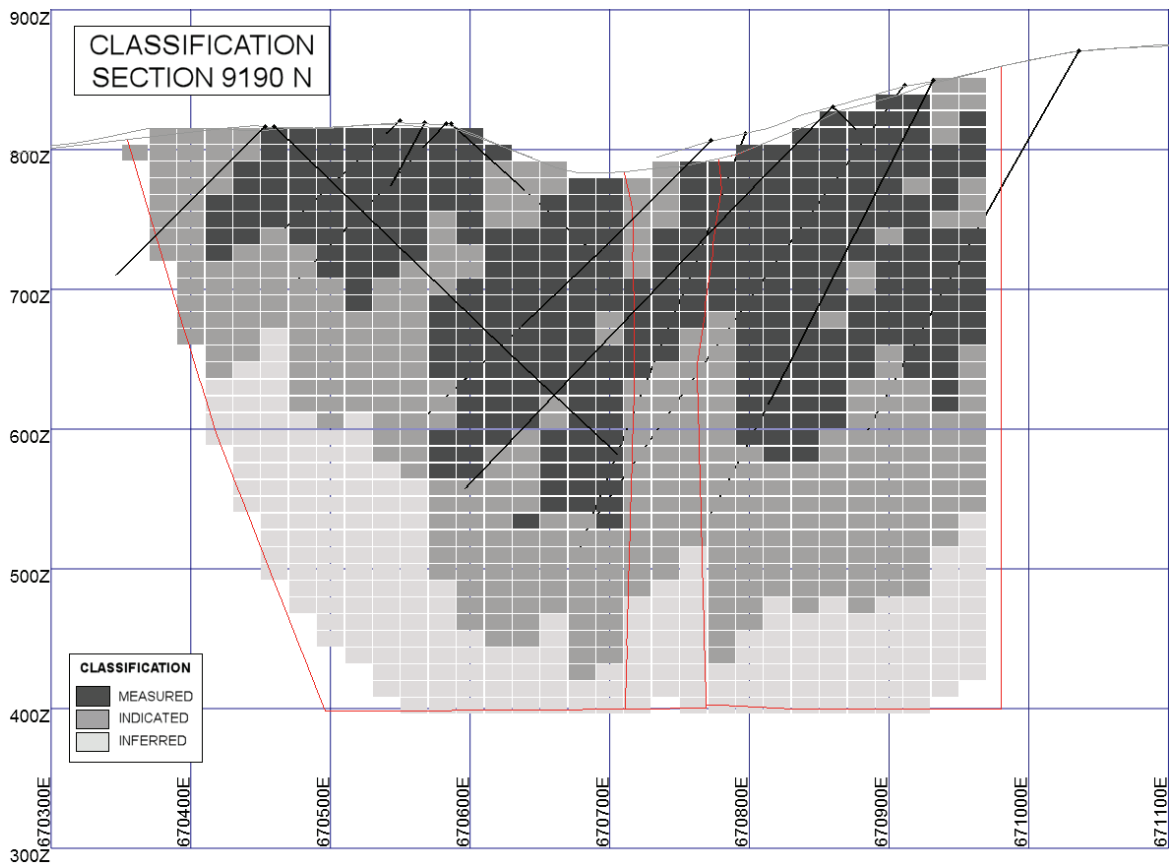 900Z
CLASSIFICATION
SECTION 9190 N
800Z
700Z
600Z
500Z
CLASSIFICATION
MEASURED
INDICATED
INFERRED
400Z
300Z
670300E
670400E
670500E
670600E
670700E
670800E
670900E
671000E
671100E